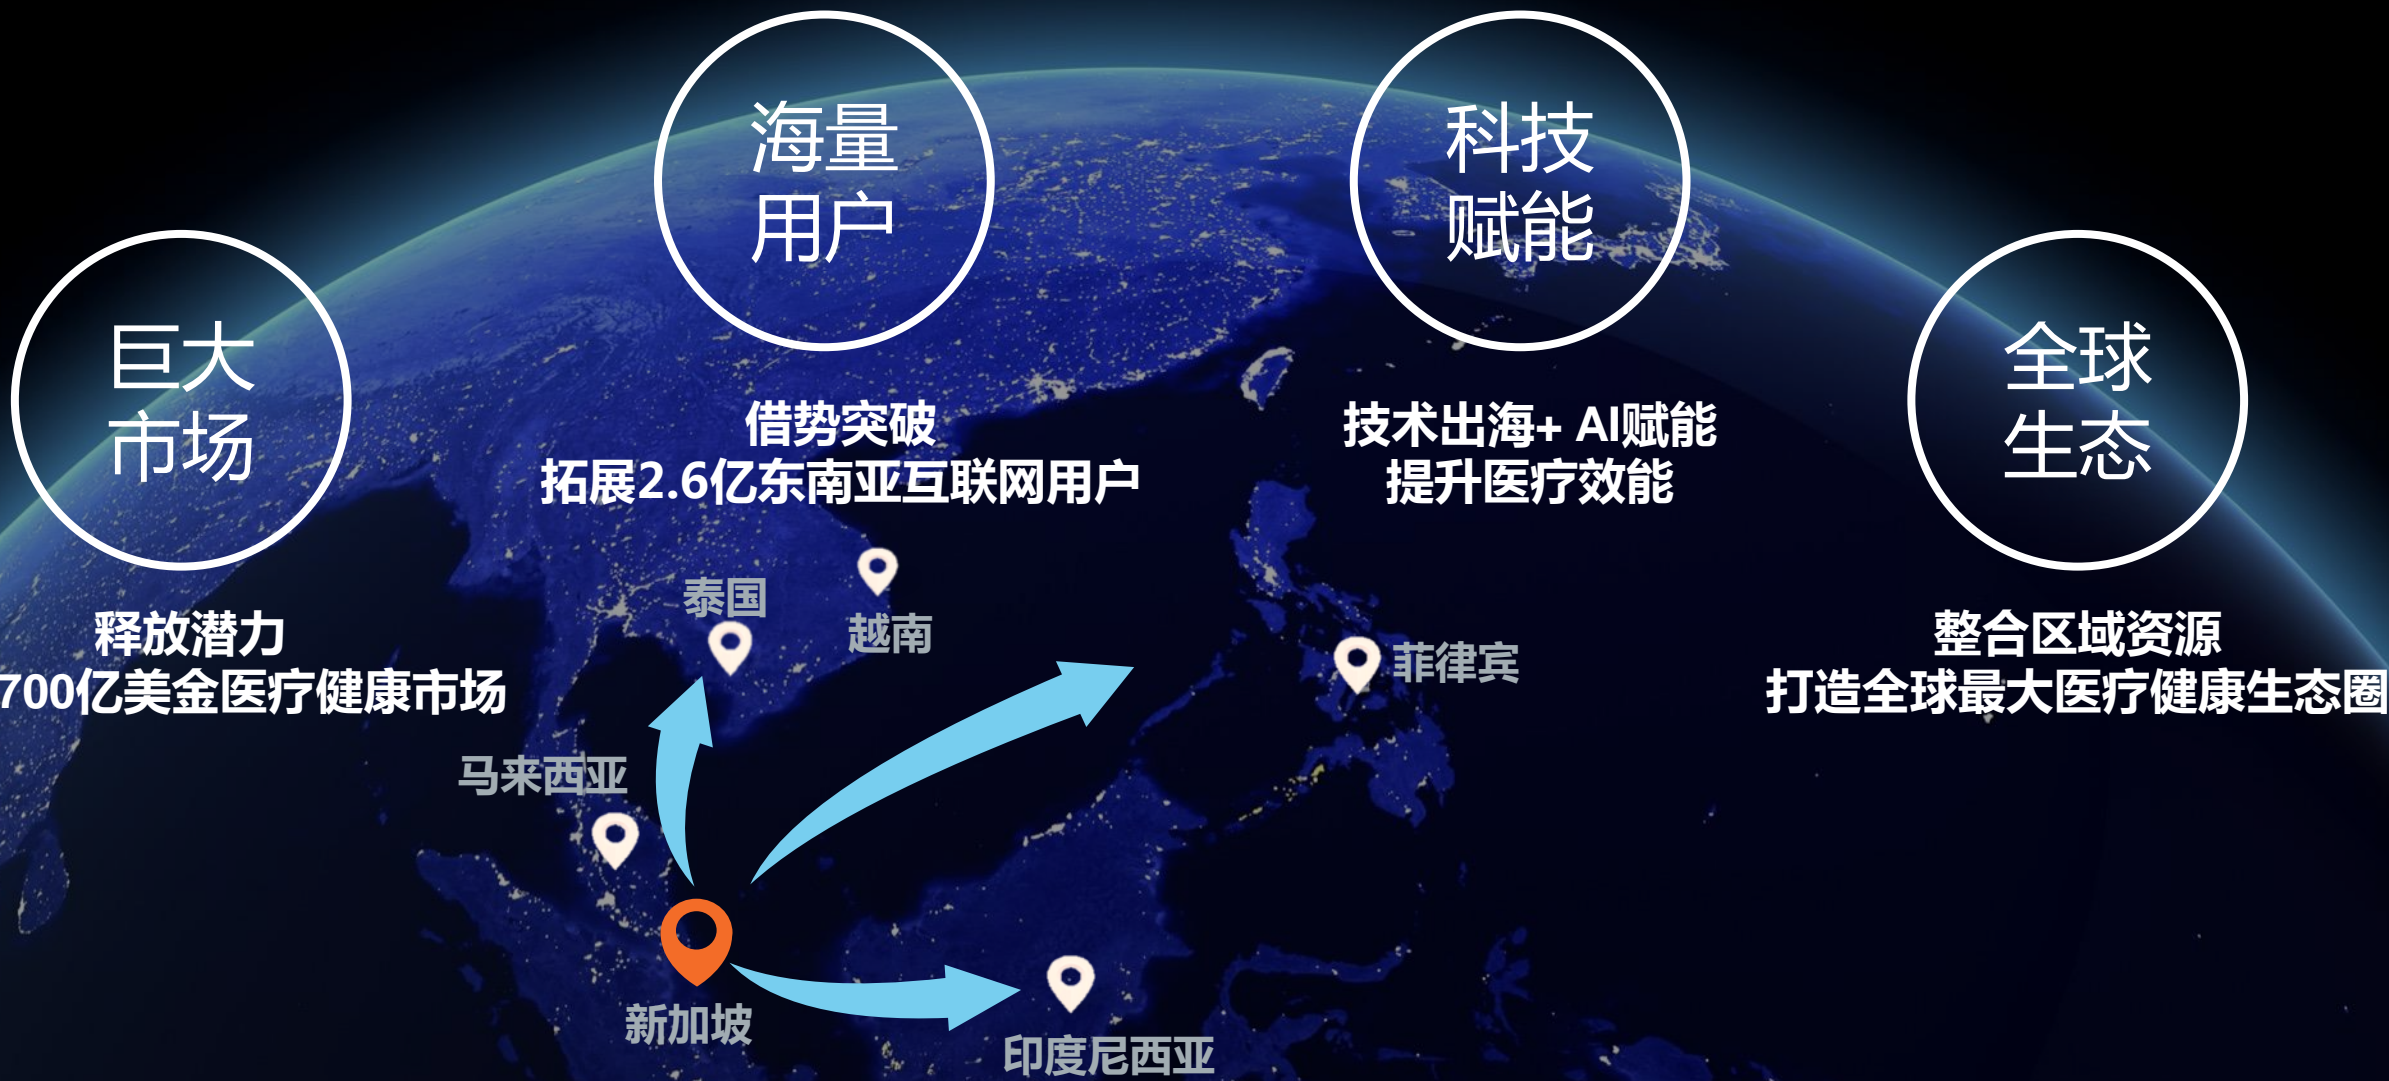 海量
用户
科技
赋能
巨大
市场
全球
生态
借势突破
拓展2.6亿东南亚互联网用户
技术出海+ AI赋能
提升医疗效能
释放潜力
700亿美金医疗健康市场
整合区域资源
打造全球最大医疗健康生态圈
泰国
越南
菲律宾
马来西亚
新加坡
印度尼西亚